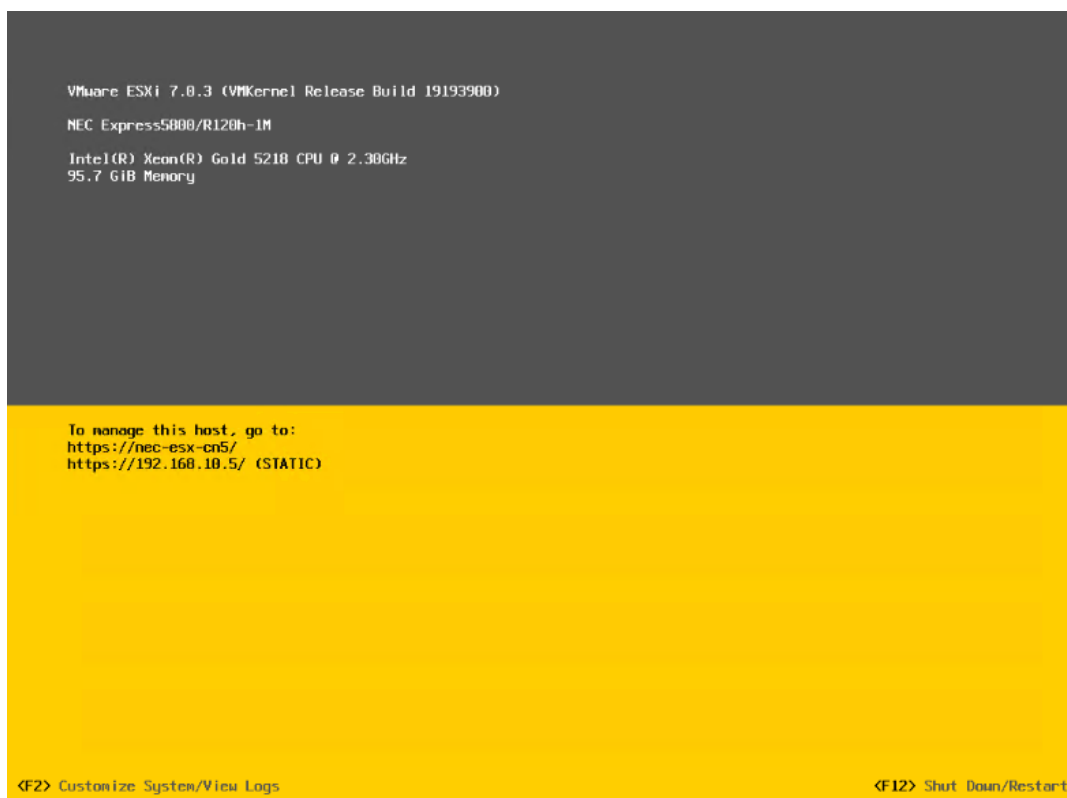 VMware ESXi 7.0.3 (VMKernel Release Build 19193900)
NEC Express5800/R120h-1M
Intel(R) Xeon(R) Gold 5218 CPU @ 2.30GHz
95.7 GiB Memory
To manage this host, go to:
https://nec-esx-cn5/
https://192.168.10.5/ (STATIC)
<F2> Customize System/View Logs
<F12> Shut Down/Restart